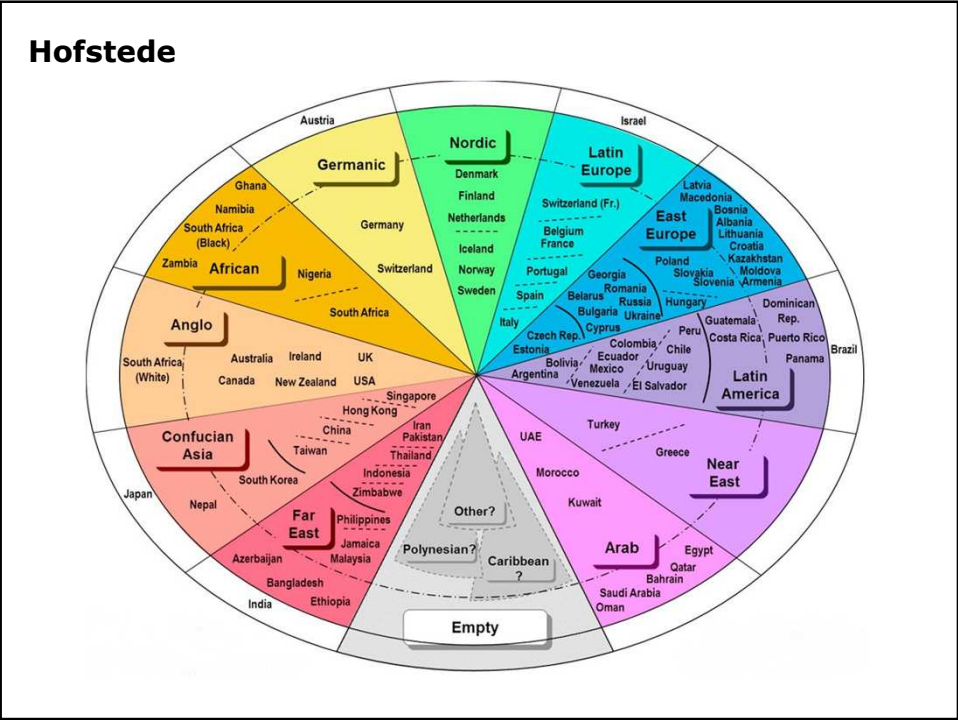 Hofstede
Austria
Israel
Brazil
Japan
India
Nordic
Denmark
Finland
Netherlands
Iceland
Norway
Sweden
Latin
Europe
Switzerland (Fr.)
Belgium
France
Portugal
Spain
Italy
East
Europe
Latvia
Macedonia
Bosnia
Albania
Lithuania
Croatia
Kazakhstan
Moldova
Armenia
Poland
Slovakia
Slovenia
Hungary
Georgia
Romania
Belarus
Russia
Bulgaria
Ukraine
Cyprus
Czech Rep.
Estonia
Latin
America
Dominican
Rep.
Puerto Rico
Panama
Guatemala
Costa Rica
Peru
Chile
Uruguay
El Salvador
Colombia
Ecuador
Mexico
Venezuela
Bolivia
Argentina
Near
East
Turkey
Greece
Arab
UAE
Morocco
Kuwait
Egypt
Qatar
Bahrain
Saudi Arabia
Oman
Empty
Other?
Polynesian?
Caribbean
?
Far
East
Iran
Pakistan
Thailand
Indonesia
Zimbabwe
Philippines
Jamaica
Malaysia
Azerbaijan
Bangladesh
Ethiopia
Confucian
Asia
Singapore
Hong Kong
China
Taiwan
South Korea
Nepal
Anglo
South Africa
(White)
Australia
Ireland
UK
Canada
New Zealand
USA
African
Ghana
Namibia
South Africa
(Black)
Zambia
Nigeria
South Africa
Germanic
Germany
Switzerland